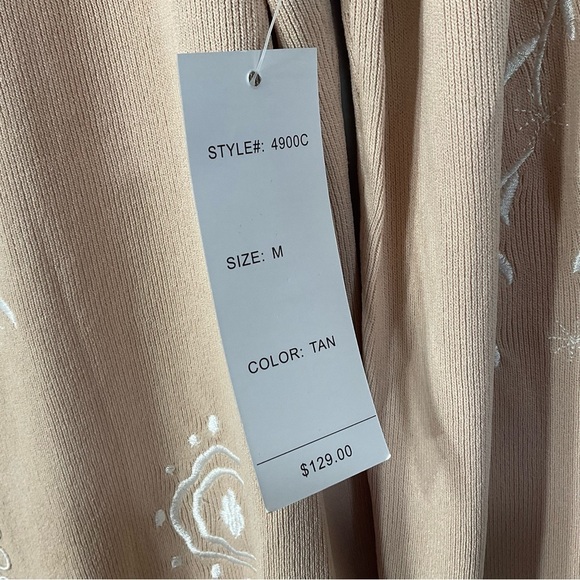 STYLE#: 4900C
SIZE: M
COLOR: TAN
$129.00